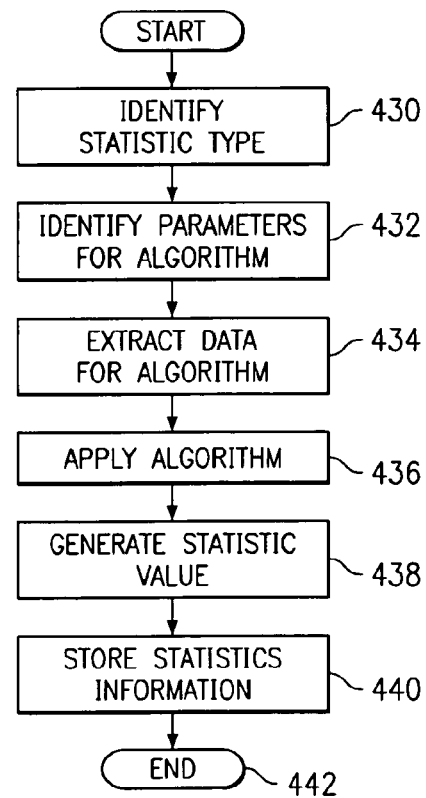 START
IDENTIFY
STATISTIC TYPE
430
IDENTIFY PARAMETERS
FOR ALGORITHM
432
EXTRACT DATA
FOR ALGORITHM
434
APPLY ALGORITHM
436
GENERATE STATISTIC
VALUE
438
STORE STATISTICS
INFORMATION
440
END
442